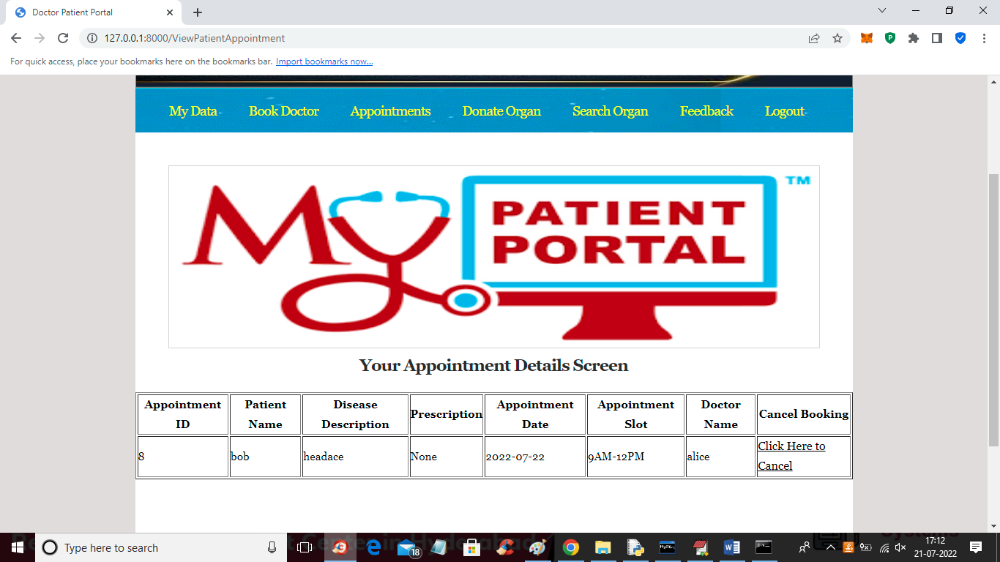 Doctor Patient Portal
127.0.0.1:8000/ViewPatientAppointment
For quick access, place your bookmarks here on the bookmarks bar. Import bookmarks now...
My Data Book Doctor Appointments Donate Organ Search Organ Feedback Logout
My PATIENT PORTAL TM
Your Appointment Details Screen
Appointment ID Patient Name Disease Description Prescription Appointment Date Appointment Slot Doctor Name Cancel Booking
8 bob headace None 2022-07-22 9AM-12PM alice Click Here to Cancel
Type here to search
18
17:12
21-07-2022